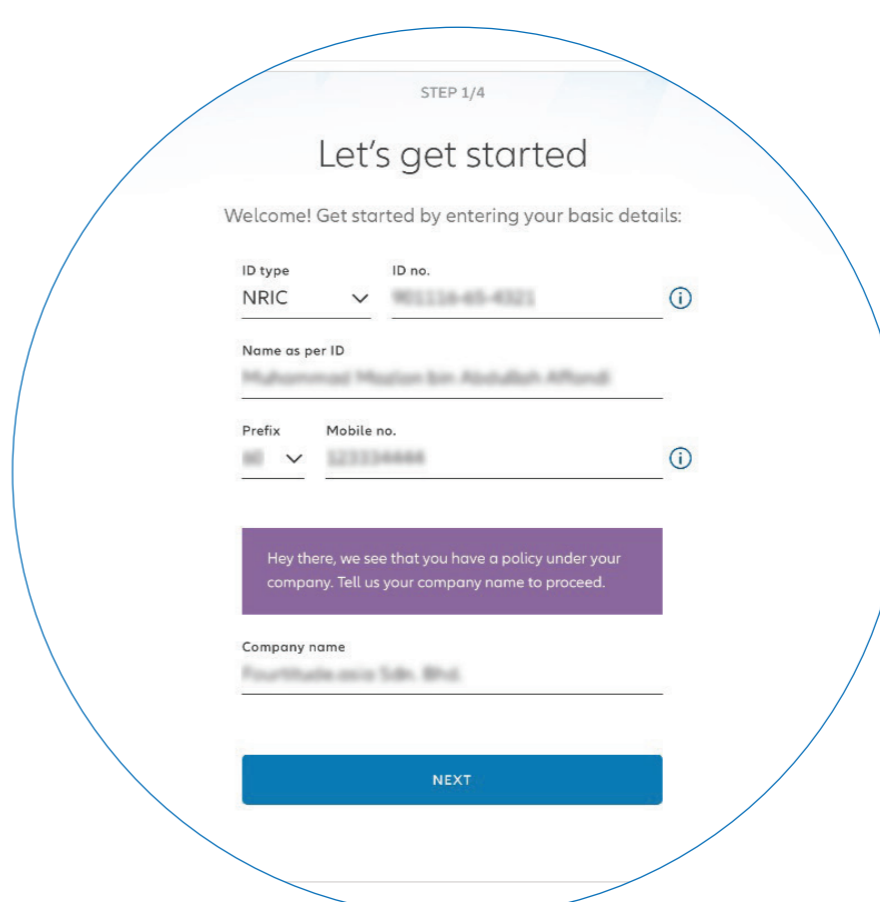 STEP 1/4
Let's get started
Welcome! Get started by entering your basic details:
ID type ID no.
NRIC
Name as per ID
Prefix Mobile no.
Hey there, we see that you have a policy under your
company. Tell us your company name to proceed.
Company name
NEXT